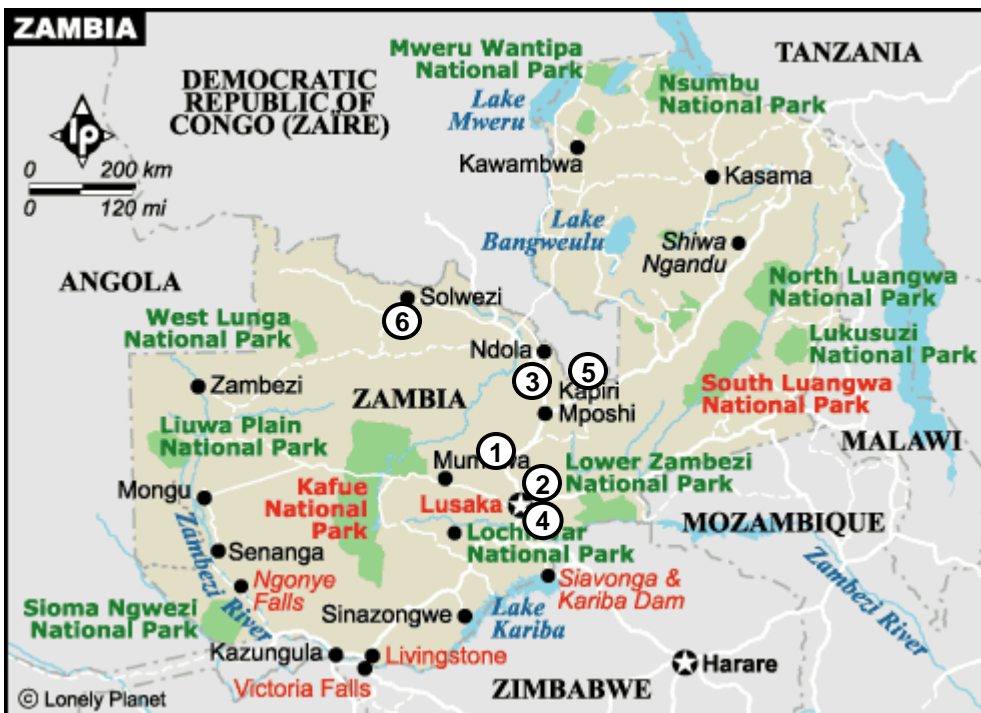 ZAMBIA
TANZANIA
Mweru Wantipa
National Park
DEMOCRATIC
REPUBLIC OF
CONGO (ZAÏRE)
Nsumbu
National Park
Lake
Mweru
lp
0 200 km
0 120 mi
Kawambwa
Kasama
Lake
Bangweulu
Shiwa
Ngandu
ANGOLA
North Luangwa
National Park
Solwezi
6
West Lunga
National Park
Lukusuzi
National Park
Ndola
5
3
Kapiri
Mposhi
Zambezi
South Luangwa
National Park
ZAMBIA
Liuwa Plain
National Park
MALAWI
1
Lower Zambezi
National Park
2
Mongu
Kafue
National
Park
Lusaka
4
MOZAMBIQUE
National Park
Senanga
Zambezi River
Ngonye
Falls
Siavonga &
Kariba Dam
Zambezi River
Sioma Ngwezi
National Park
Sinazongwe
Lake
Kariba
Kazungula
Livingstone
Harare
Victoria Falls
ZIMBABWE
© Lonely Planet